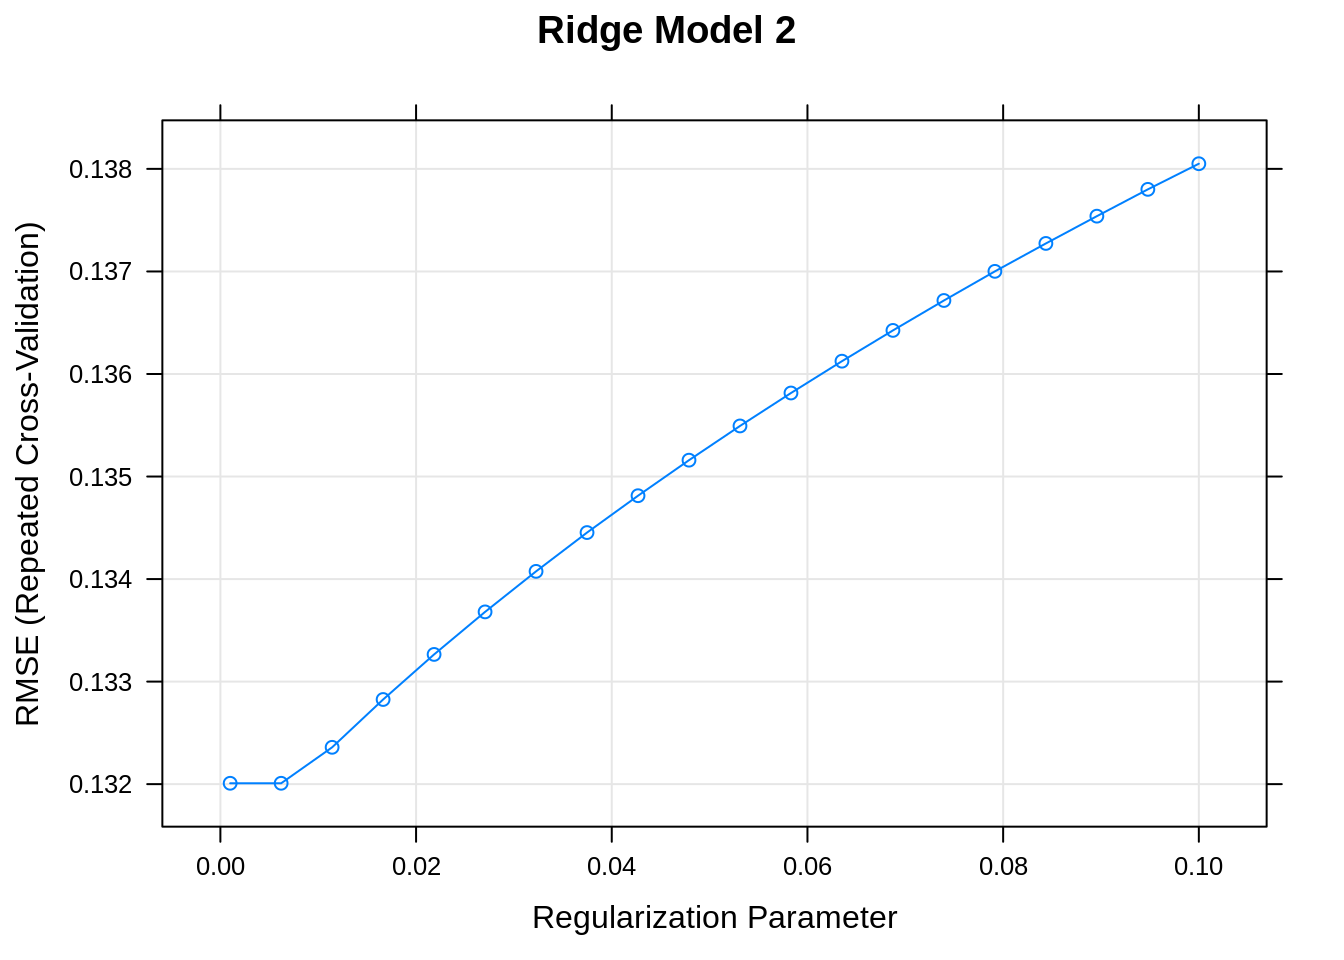 Ridge Model 2
RMSE (Repeated Cross-Validation)
0.138
0.137
0.136
0.135
0.134
0.133
0.132
0.00 0.02 0.04 0.06 0.08 0.10
Regularization Parameter